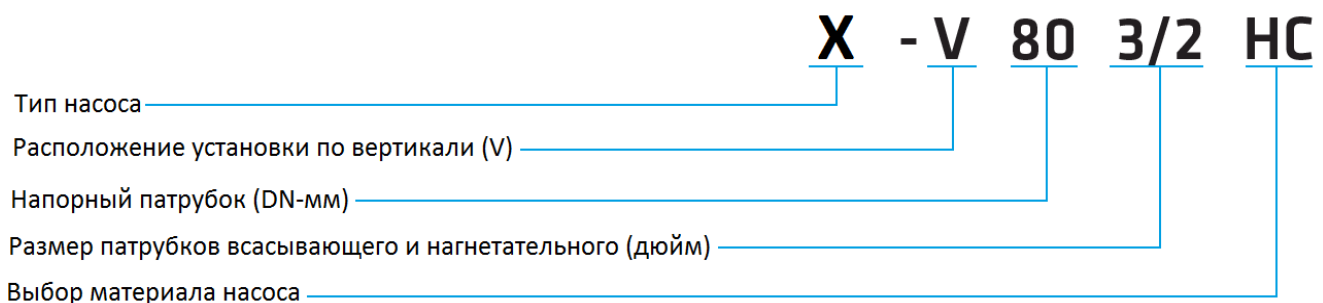 X - V 80 3/2 HC
Тип насоса
Расположение установки по вертикали (V)
Напорный патрубок (DN-мм)
Размер патрубков всасывающего и нагнетательного (дюйм)
Выбор материала насоса